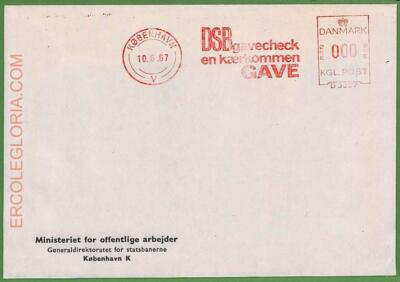 KØBENHAVN
10.6.67
V
DSB gavecheck
en kærkommen
GAVE
DANMARK
000
KGL. POST
ERCOLEGLORIA.COM
Ministeriet for offentlige arbejder
Generaldirektoratet for statsbanerne
København K